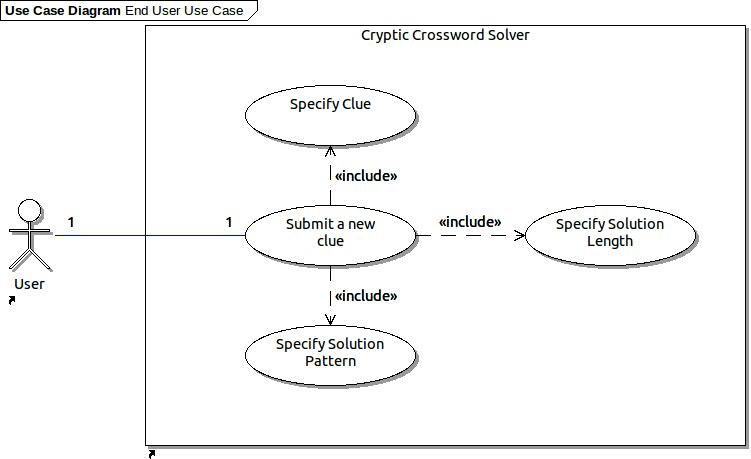 Use Case Diagram End User Use Case
Cryptic Crossword Solver
Specify Clue
«include»
1
1
Submit a new
clue
«include»
Specify Solution
Length
User
«include»
Specify Solution
Pattern